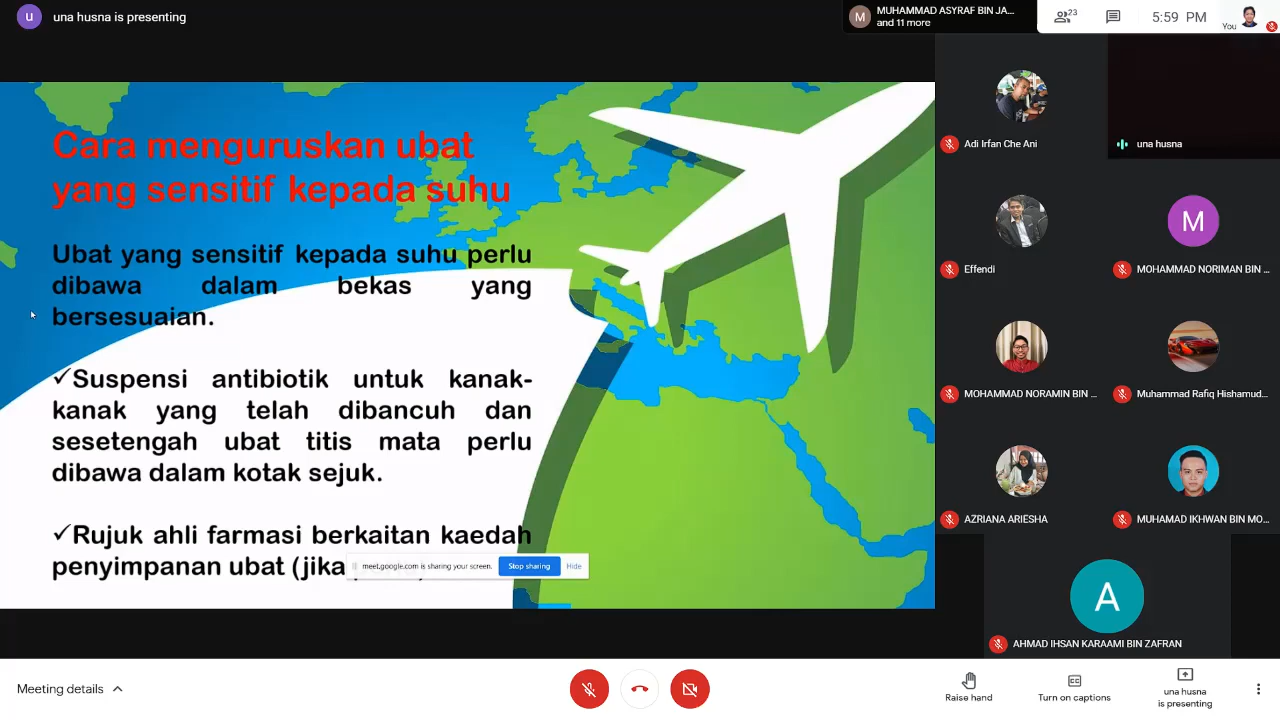 u
una husna is presenting
M
MUHAMMAD ASYRAF BIN JA...
and 11 more
23
5:59 PM
You
Cara menguruskan ubat
yang sensitif kepada suhu
Ubat yang sensitif kepada suhu perlu
dibawa dalam bekas yang
bersesuaian.
✓Suspensi antibiotik untuk kanak-
kanak yang telah dibancuh dan
sesetengah ubat titis mata perlu
dibawa dalam kotak sejuk.
✓Rujuk ahli farmasi berkaitan kaedah
penyimpanan ubat (jika
meet.google.com is sharing your screen.
Stop sharing
Hide
Adi Irfan Che Ani
una husna
Effendi
M
MOHAMMAD NORIMAN BIN ...
MOHAMMAD NORAMIN BIN ...
Muhammad Rafiq Hishamud...
AZRIANA ARIESHA
MUHAMAD IKHWAN BIN MO...
A
AHMAD IHSAN KARAAMI BIN ZAFRAN
Meeting details
Raise hand
CC
Turn on captions
una husna
is presenting